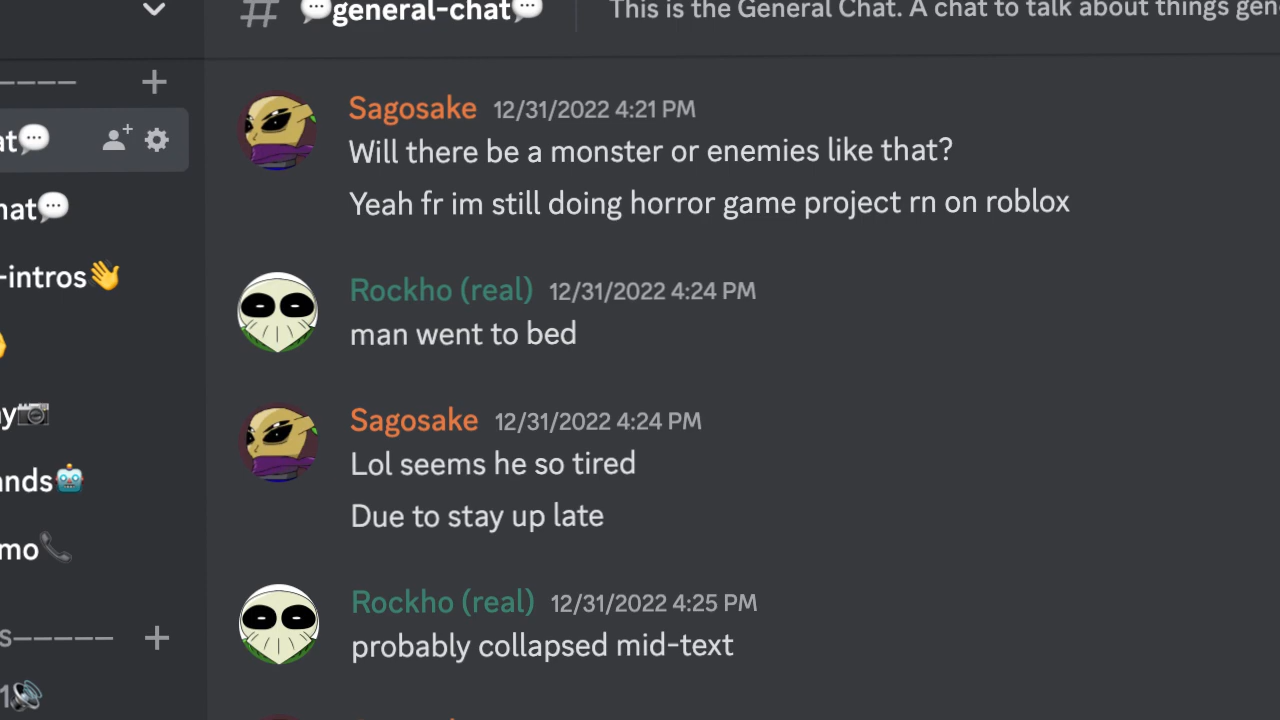 # 💬general-chat💬
This is the General Chat. A chat to talk about things gen
at💬
hat💬
-intros👋
y📷
ands🤖
mo📞
s-----
1🔊
Sagosake 12/31/2022 4:21 PM
Will there be a monster or enemies like that?
Yeah fr im still doing horror game project rn on roblox
Rockho (real) 12/31/2022 4:24 PM
man went to bed
Sagosake 12/31/2022 4:24 PM
Lol seems he so tired
Due to stay up late
Rockho (real) 12/31/2022 4:25 PM
probably collapsed mid-text